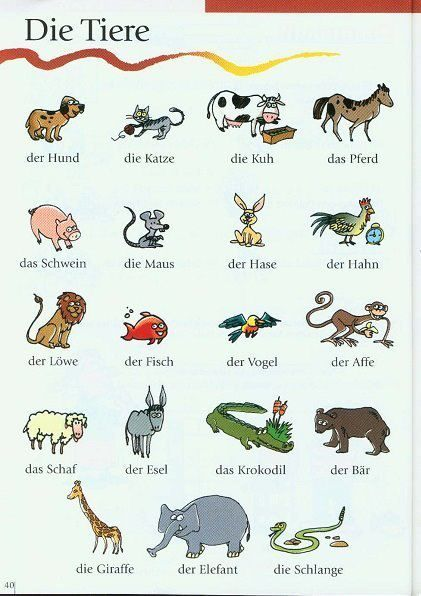 Die Tiere
der Hund die Katze die Kuh das Pferd
das Schwein die Maus der Hase der Hahn
der Löwe der Fisch der Vogel der Affe
das Schaf der Esel das Krokodil der Bär
die Giraffe der Elefant die Schlange
40